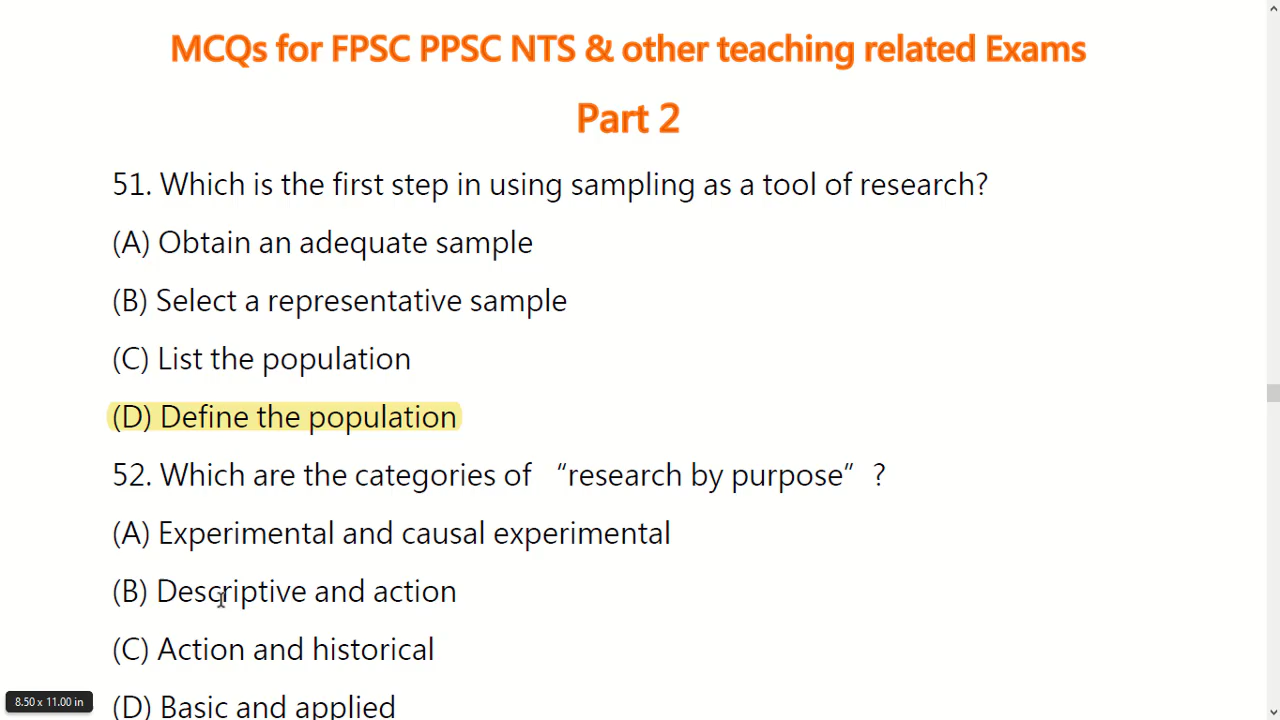 MCQs for FPSC PPSC NTS & other teaching related Exams
Part 2
51. Which is the first step in using sampling as a tool of research?
(A) Obtain an adequate sample
(B) Select a representative sample
(C) List the population
(D) Define the population
52. Which are the categories of “research by purpose” ?
(A) Experimental and causal experimental
(B) Descriptive and action
(C) Action and historical
(D) Basic and applied
8.50 x 11.00 in